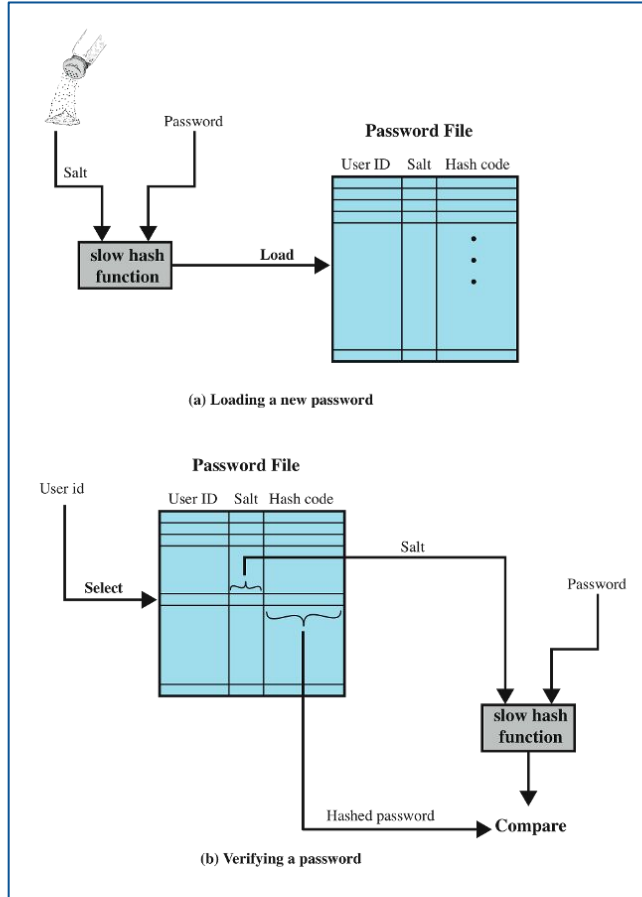 Password
Salt
Password File
User ID Salt Hash code
slow hash
function
Load
(a) Loading a new password
Password File
User id
User ID Salt Hash code
Salt
Select
Password
slow hash
function
Hashed password
Compare
(b) Verifying a password